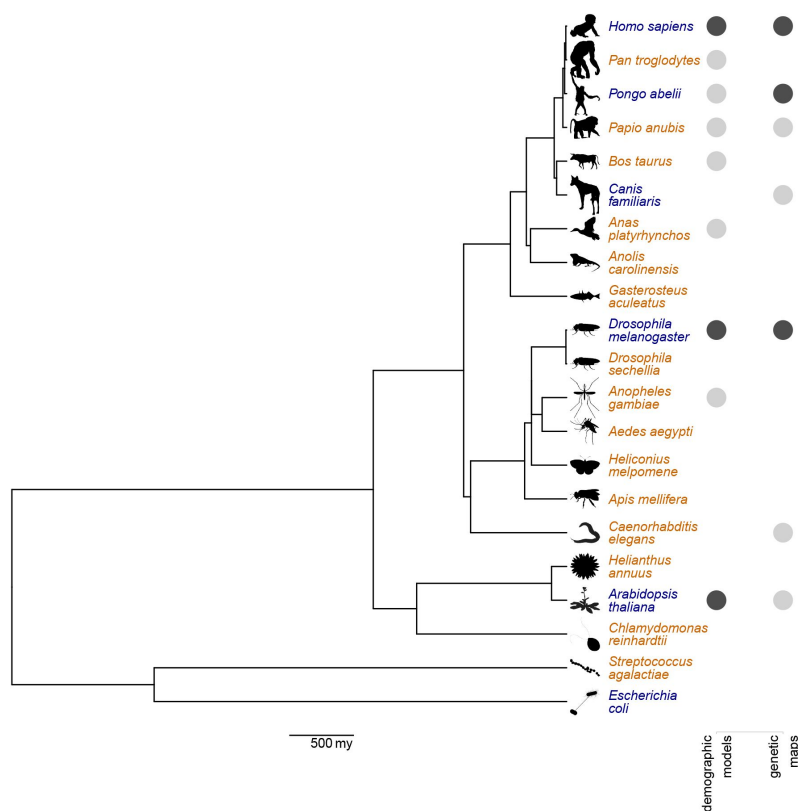 Homo sapiens
Pan troglodytes
Pongo abelii
Papio anubis
Bos taurus
Canis
familiaris
Anas
platyrhynchos
Anolis
carolinensis
Gasterosteus
aculeatus
Drosophila
melanogaster
Drosophila
sechellia
Anopheles
gambiae
Aedes aegypti
Heliconius
melpomene
Apis mellifera
Caenorhabditis
elegans
Helianthus
annuus
Arabidopsis
thaliana
Chlamydomonas
reinhardtii
Streptococcus
agalactiae
Escherichia
coli
500 my
demographic
models
genetic
maps